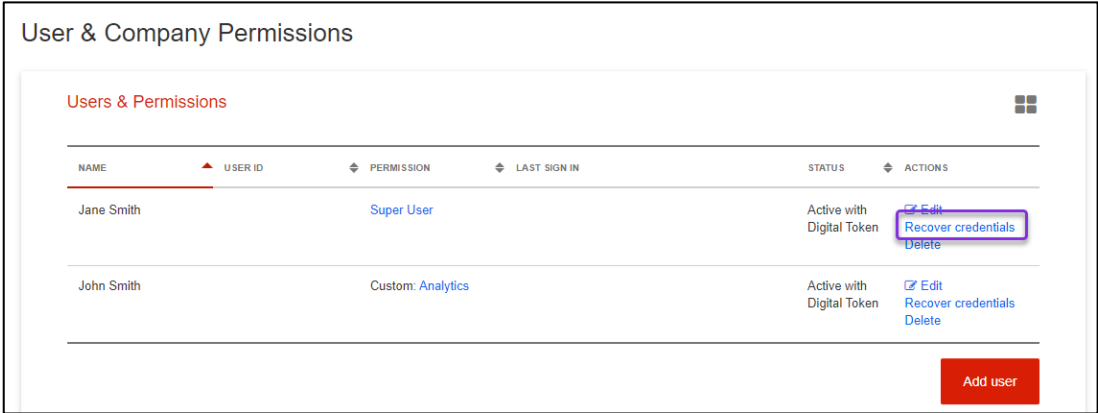 User & Company Permissions
Users & Permissions
NAME USER ID PERMISSION LAST SIGN IN STATUS ACTIONS
Jane Smith Super User Active with Edit
Digital Token Recover credentials
Delete
John Smith Custom: Analytics Active with Edit
Digital Token Recover credentials
Delete
Add user